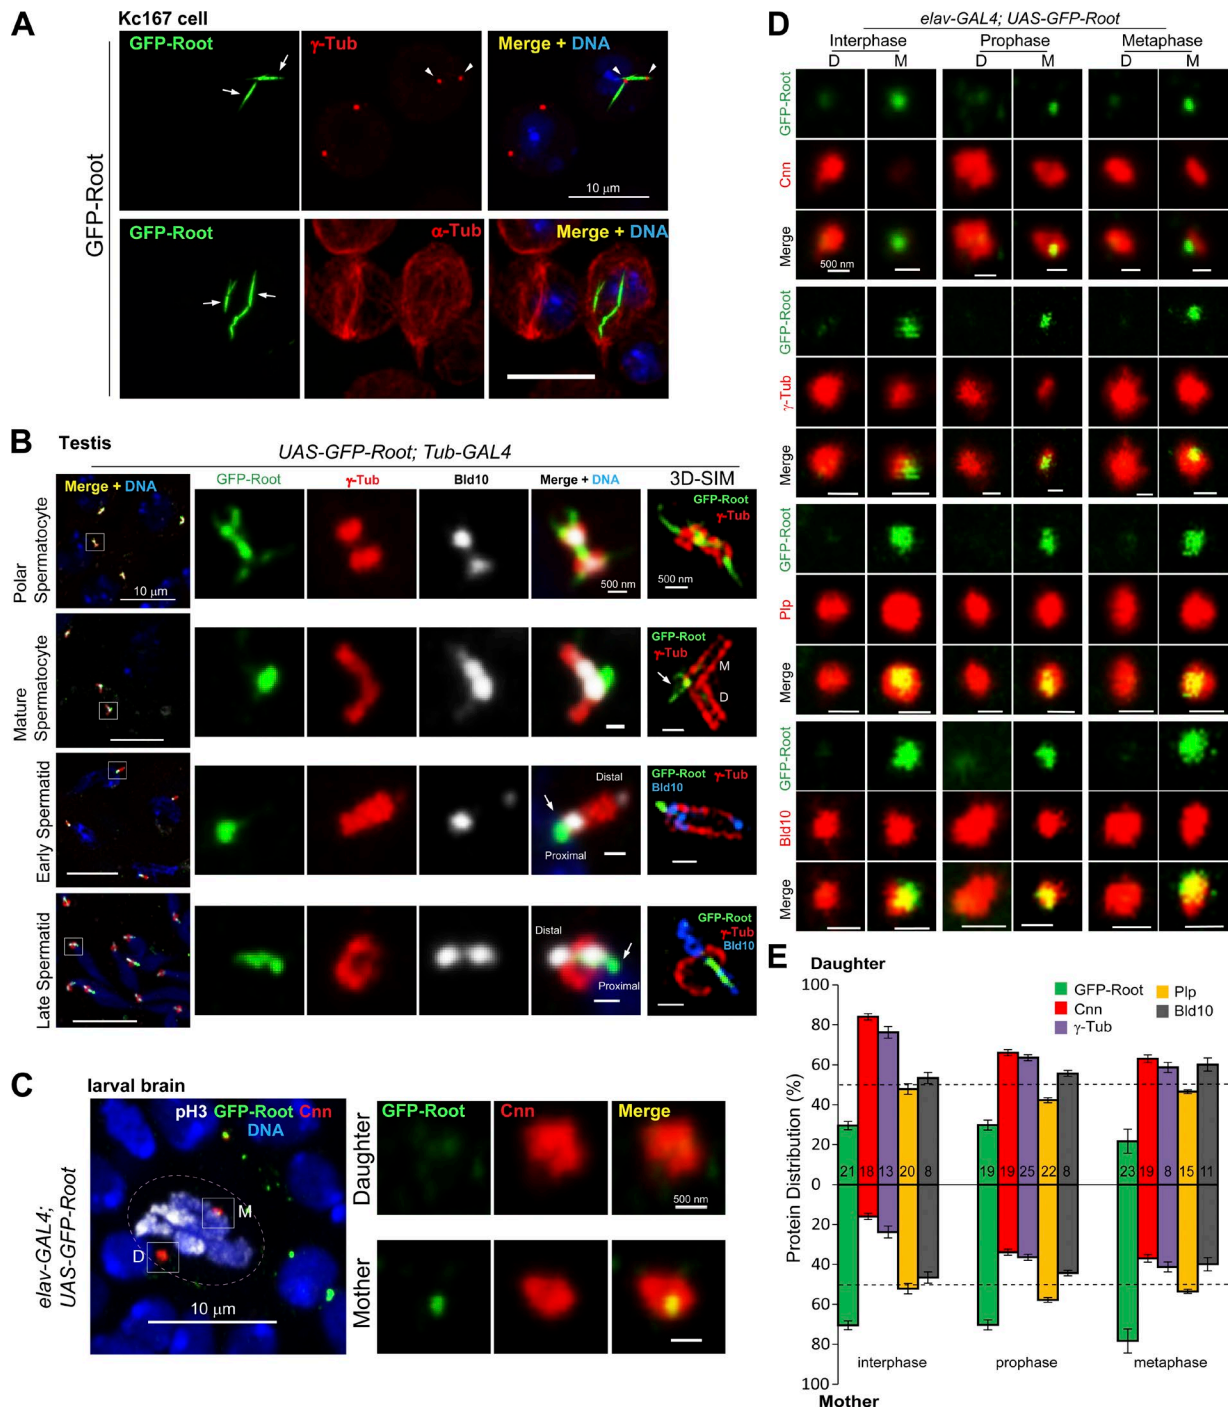 A
Kc167 cell
GFP-Root
GFP-Root
γ-Tub
Merge + DNA
10 μm
GFP-Root
α-Tub
Merge + DNA
B
Testis
UAS-GFP-Root; Tub-GAL4
Merge + DNA
GFP-Root
γ-Tub
Bld10
Merge + DNA
3D-SIM
Polar
Spermatocyte
10 μm
500 nm
GFP-Root
γ-Tub
500 nm
Mature
Spermatocyte
GFP-Root
γ-Tub
M
D
Early Spermatid
Distal
Proximal
GFP-Root
γ-Tub
Bld10
Late Spermatid
Distal
Proximal
GFP-Root
γ-Tub
Bld10
C
larval brain
elav-GAL4;
UAS-GFP-Root
pH3 GFP-Root Cnn
DNA
M
D
10 μm
GFP-Root
Cnn
Merge
Daughter
500 nm
Mother
D
elav-GAL4; UAS-GFP-Root
Interphase
Prophase
Metaphase
D
M
D
M
D
M
GFP-Root
Cnn
Merge
500 nm
GFP-Root
γ-Tub
Merge
GFP-Root
Plp
Merge
GFP-Root
Bld10
Merge
E
Daughter
GFP-Root
Cnn
γ-Tub
Plp
Bld10
Protein Distribution (%)
100
80
60
40
20
0
20
40
60
80
100
21 18 13 20 8
19 19 25 22 8
23 19 8 15 11
interphase
prophase
metaphase
Mother